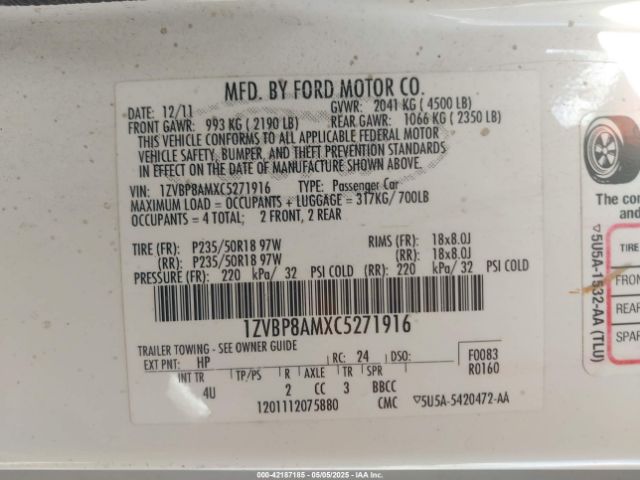 MFD. BY FORD MOTOR CO.
DATE: 12/11 GVWR: 2041 KG ( 4500 LB)
FRONT GAWR: 993 KG ( 2190 LB) REAR GAWR: 1066 KG ( 2350 LB)
THIS VEHICLE CONFORMS TO ALL APPLICABLE FEDERAL MOTOR
VEHICLE SAFETY, BUMPER, AND THEFT PREVENTION STANDARDS
IN EFFECT ON THE DATE OF MANUFACTURE SHOWN ABOVE.
VIN: 1ZVBP8AMXC5271916 TYPE: Passenger Car
MAXIMUM LOAD = OCCUPANTS + LUGGAGE = 317KG/ 700LB
OCCUPANTS = 4 TOTAL; 2 FRONT, 2 REAR
TIRE (FR): P235/50R18 97W RIMS (FR): 18x8.0J
(RR): P235/50R18 97W (RR): 18x8.0J
PRESSURE (FR): 220 kPa/ 32 PSI COLD (RR): 220 kPa/ 32 PSI COLD
1ZVBP8AMXC5271916
TRAILER TOWING - SEE OWNER GUIDE
EXT PNT: HP RC: 24 DSO: F0083
R0160
INT TR TP/PS R AXLE TR SPR
4U 2 CC 3 BBCC
1201112075880 CMC ▽5U5A-5420472-AA
The co
TIRE
FRON
REAR
SPAR
▽5U5A-1532-AA (TLU)
© IAAI-42187185 - 05/05/2025 - IAAI.COM